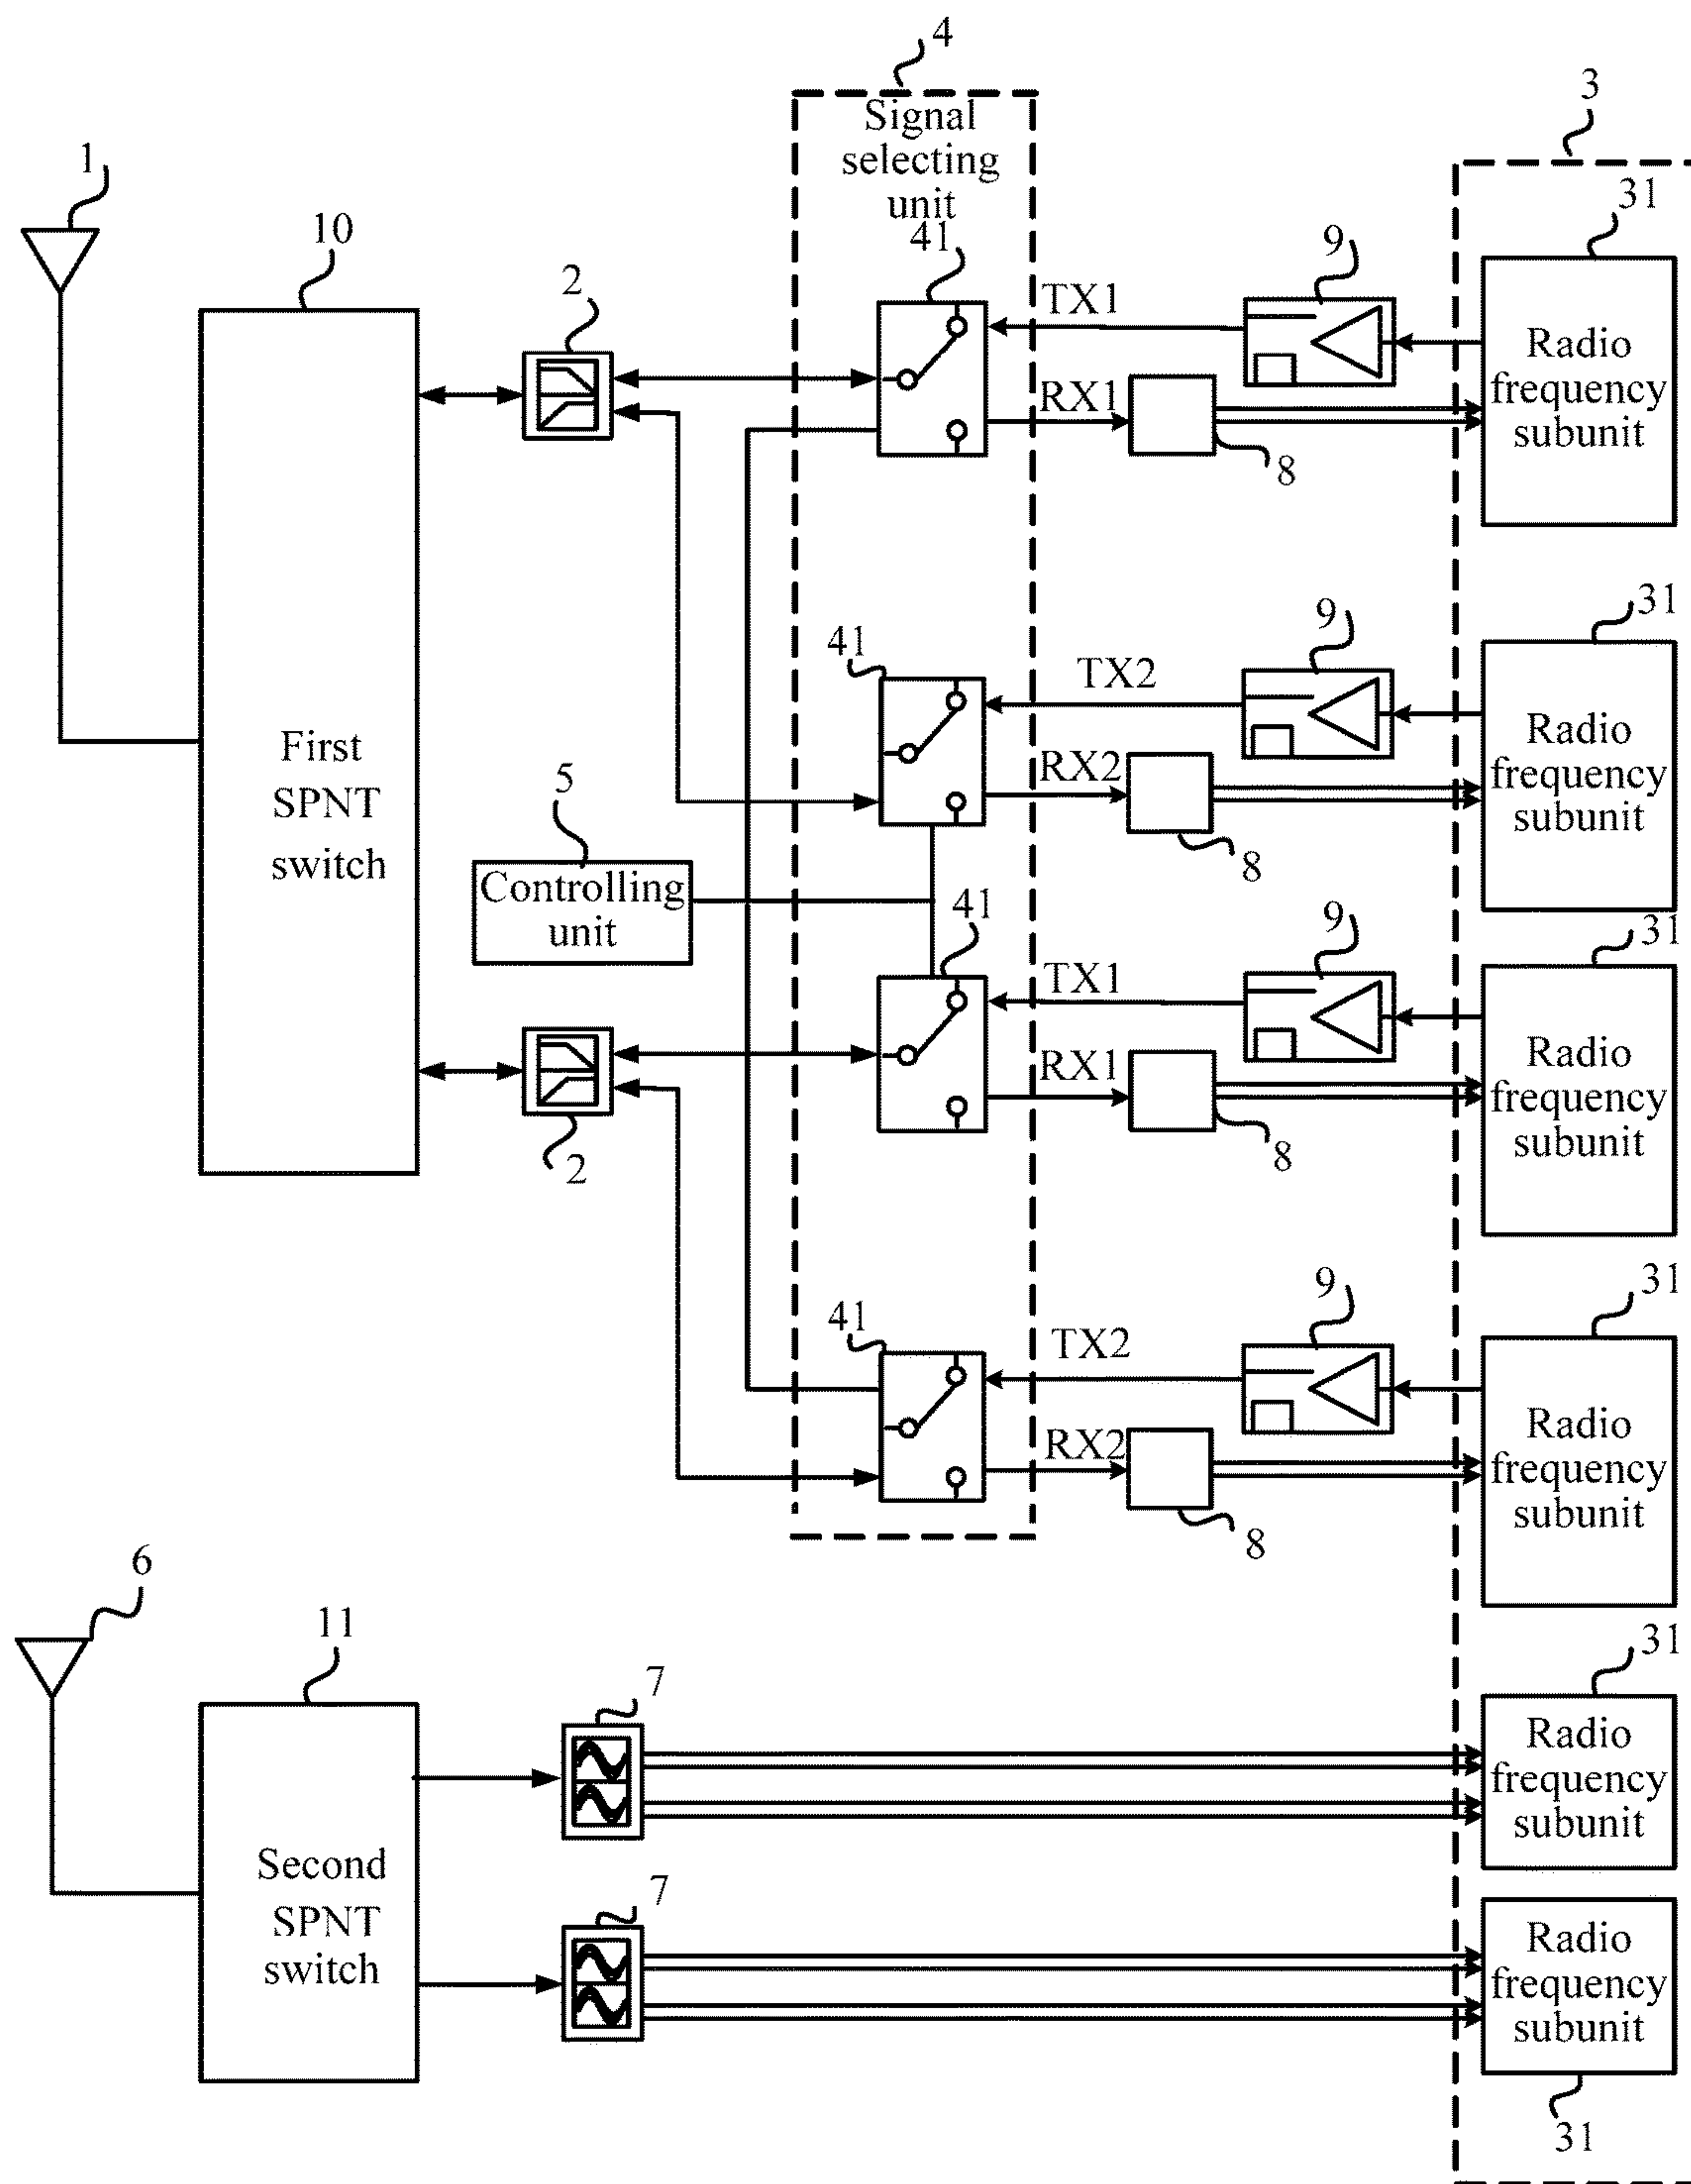 4
Signal
selecting
unit
3
1
10
2
41
TX1
9
31
Radio
frequency
subunit
RX1
8
41
TX2
9
31
Radio
frequency
subunit
RX2
8
First
SPNT
switch
5
Controlling
unit
41
TX1
9
31
Radio
frequency
subunit
RX1
8
2
41
TX2
9
31
Radio
frequency
subunit
RX2
8
6
11
Second
SPNT
switch
7
31
Radio
frequency
subunit
7
Radio
frequency
subunit
31